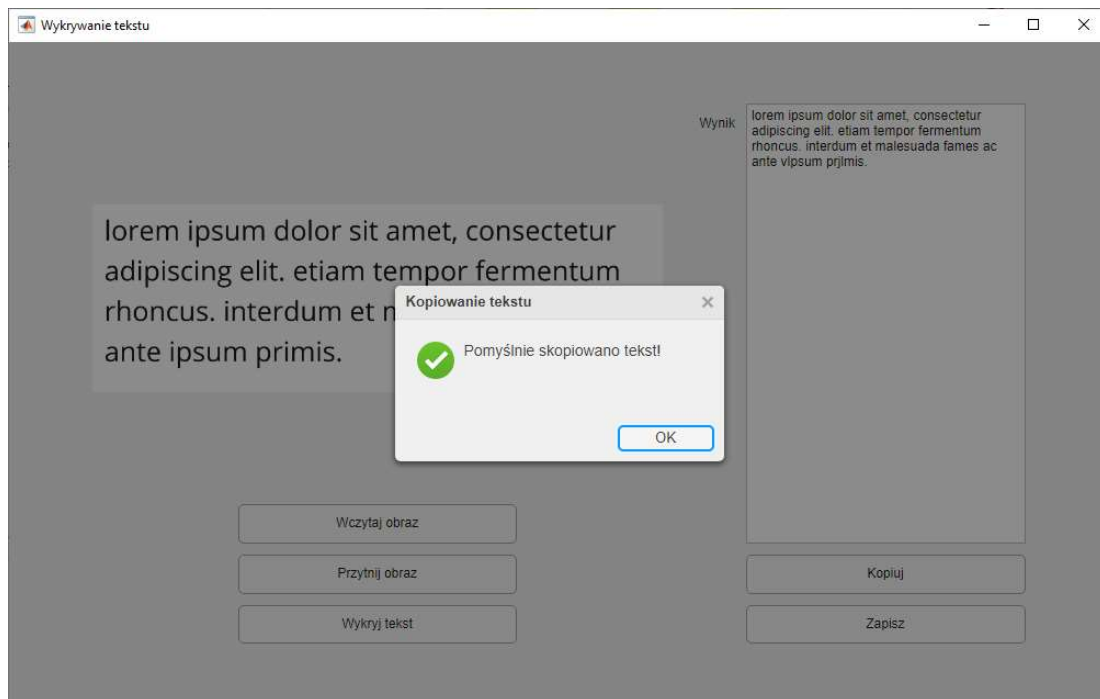 Wykrywanie tekstu
Wynik
lorem ipsum dolor sit amet, consectetur
adipiscing elit. etiam tempor fermentum
rhoncus. interdum et malesuada fames ac
ante vlpsum prjlmis.
lorem ipsum dolor sit amet, consectetur
adipiscing elit. etiam tempor fermentum
rhoncus. interdum et
ante ipsum primis.
Kopiowanie tekstu
Pomyślnie skopiowano tekst!
OK
Wczytaj obraz
Przytnij obraz
Wykryj tekst
Kopiuj
Zapisz